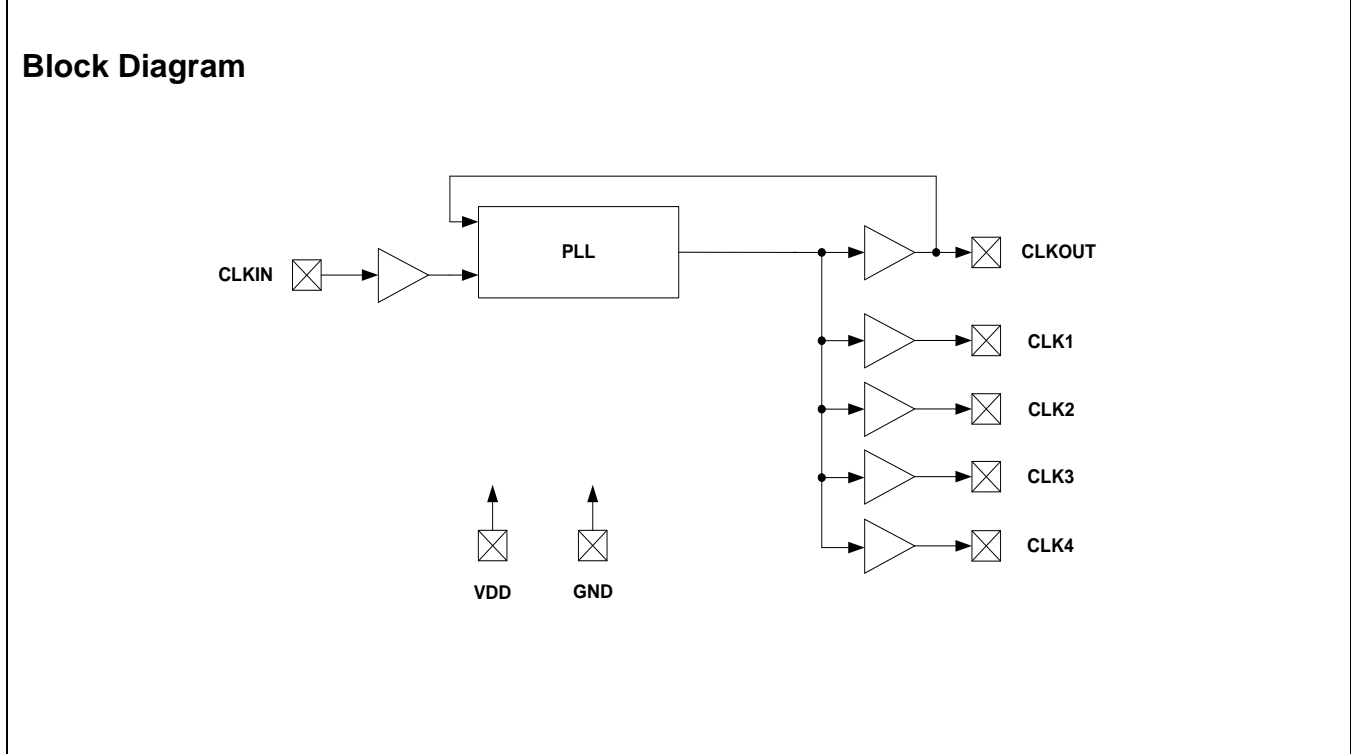 Block Diagram
PLL
CLKIN
CLKOUT
CLK1
CLK2
CLK3
CLK4
VDD
GND